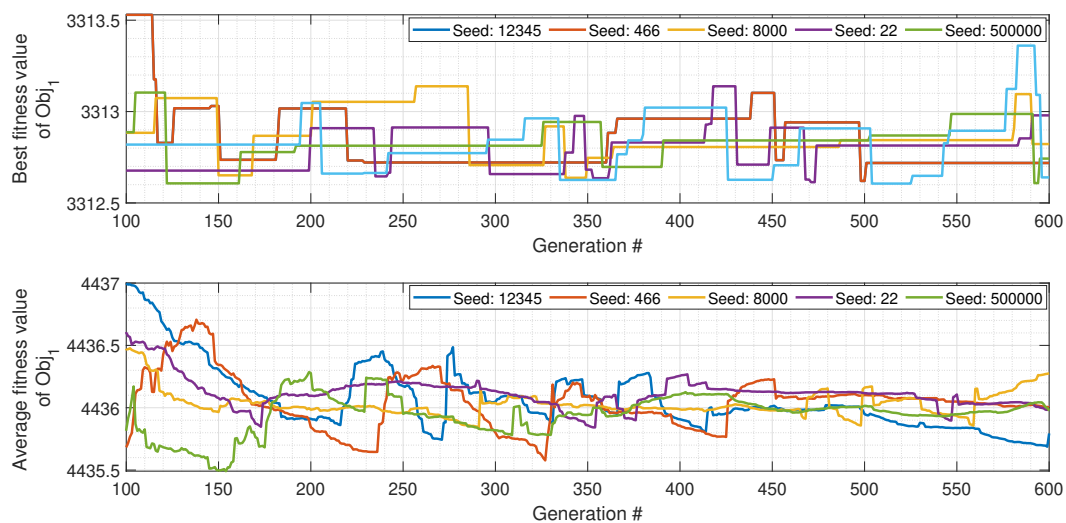 Best fitness value
of Obj1
3313.5
3313
3312.5
Seed: 12345 Seed: 466 Seed: 8000 Seed: 22 Seed: 500000
100 150 200 250 300 350 400 450 500 550 600
Generation #
Average fitness value
of Obj1
4437
4436.5
4436
4435.5
Seed: 12345 Seed: 466 Seed: 8000 Seed: 22 Seed: 500000
100 150 200 250 300 350 400 450 500 550 600
Generation #